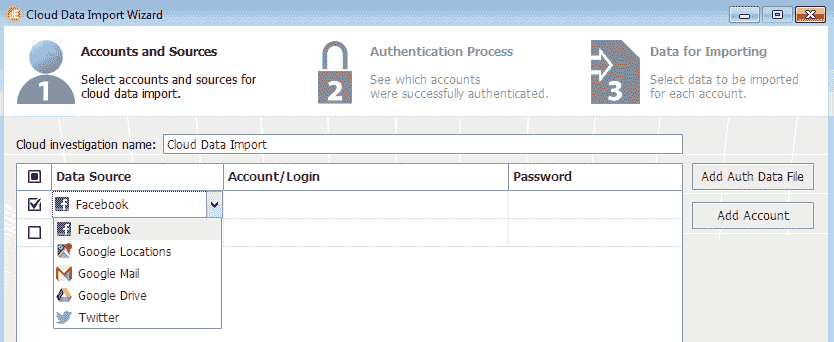 Cloud Data Import Wizard
Accounts and Sources
Select accounts and sources for
cloud data import.
1
Authentication Process
See which accounts
were successfully authenticated.
2
Data for Importing
Select data to be imported
for each account.
3
Cloud investigation name: Cloud Data Import
Data Source Account/Login Password
Add Auth Data File
Facebook
Add Account
Facebook
Google Locations
Google Mail
Google Drive
Twitter